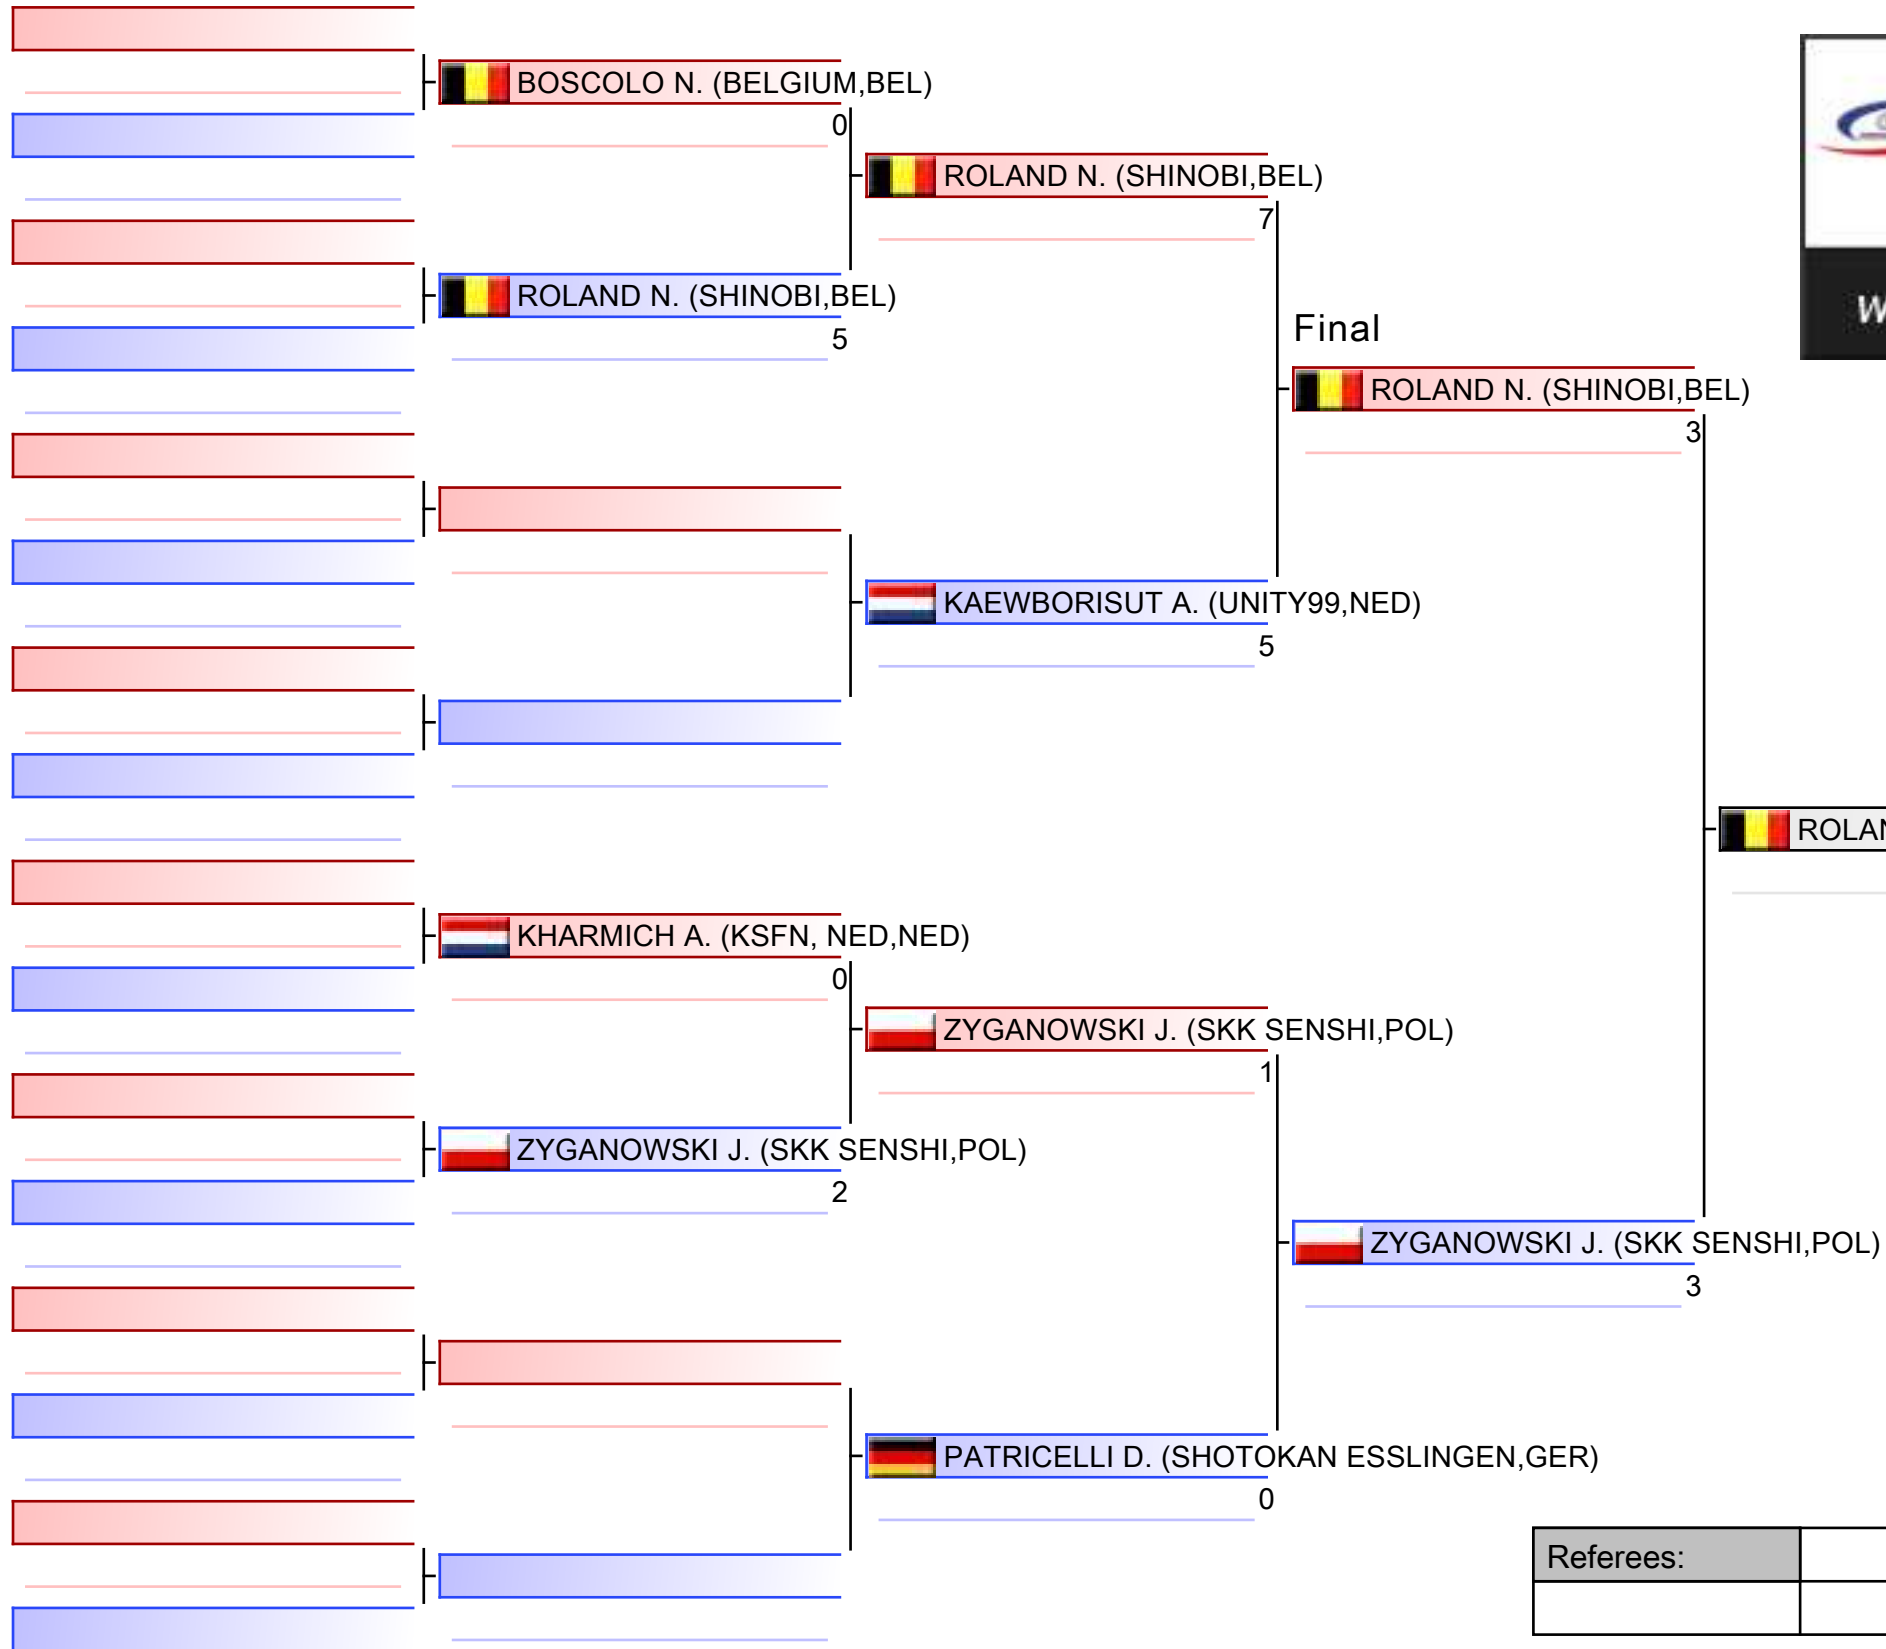 BOSCOLO N. (BELGIUM,BEL)
0
ROLAND N. (SHINOBI,BEL)
7
ROLAND N. (SHINOBI,BEL)
5
Final
ROLAND N. (SHINOBI,BEL)
3
KAEWBORISUT A. (UNITY99,NED)
5
KHARMICH A. (KSFN, NED,NED)
0
ZYGANOWSKI J. (SKK SENSHI,POL)
1
ZYGANOWSKI J. (SKK SENSHI,POL)
2
ZYGANOWSKI J. (SKK SENSHI,POL)
3
PATRICELLI D. (SHOTOKAN ESSLINGEN,GER)
0
Referees: